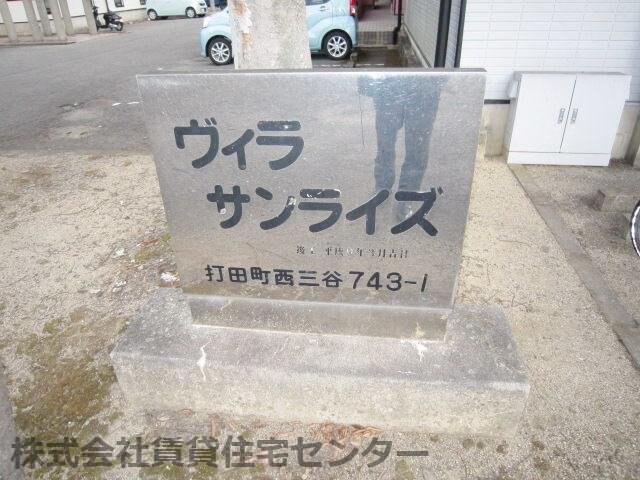 ヴィラ
サンライズ
打田町西三谷743-1
株式会社賃貸住宅センター